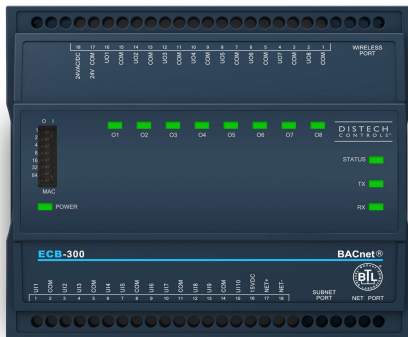 18 17 16 15 14 13 12 11 10 9 8 7 6 5 4 3 2 1
24VAC/DC 24V COM UO1 COM UO2 COM UO3 COM UO4 COM UO5 COM UO6 COM UO7 COM UO8 COM
WIRELESS
PORT
O I
1
2
4
8
16
32
64
MAC
POWER
O1 O2 O3 O4 O5 O6 O7 O8
DISTECH
CONTROLS
STATUS
TX
RX
ECB-300
BACnet®
BTL
UI1 COM UI2 UI3 COM UI4 UI5 COM UI6 UI7 COM UI8 UI9 COM UI10 15VDC NET+ NET-
1 2 3 4 5 6 7 8 9 10 11 12 13 14 15 16 17 18
SUBNET
PORT
NET PORT